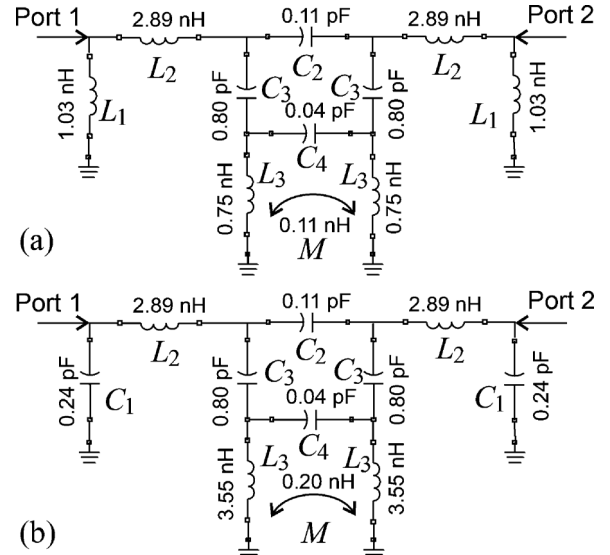 Port 1 2.89 nH 0.11 pF 2.89 nH Port 2
L2 C2 L2
1.03 nH L1 0.80 pF C3 C3 0.80 pF L1 1.03 nH
0.04 pF
C4
0.75 nH L3 L3 0.75 nH
0.11 nH
(a) M
Port 1 2.89 nH 0.11 pF 2.89 nH Port 2
L2 C2 L2
0.24 pF C1 0.80 pF C3 C3 0.80 pF C1 0.24 pF
0.04 pF
C4
3.55 nH L3 L3 3.55 nH
0.20 nH
(b) M